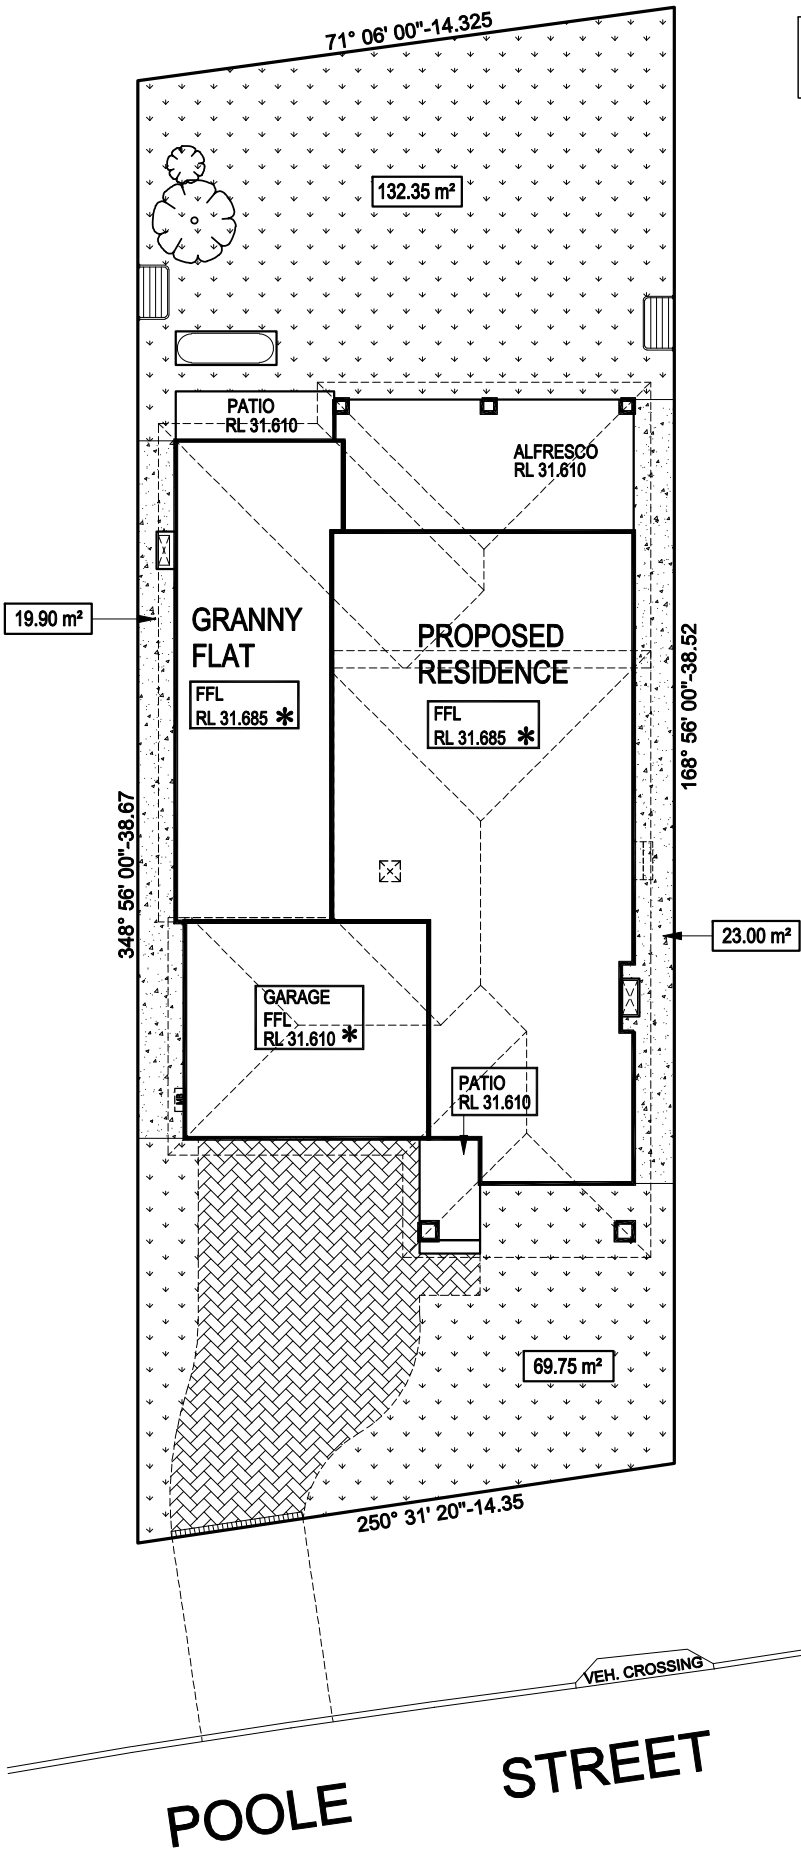 71° 06' 00"-14.325
132.35 m²
PATIO
RL 31.610
ALFRESCO
RL 31.610
19.90 m²
GRANNY
FLAT
FFL
RL 31.685 *
PROPOSED
RESIDENCE
FFL
RL 31.685 *
168° 56' 00"-38.52
348° 56' 00"-38.67
23.00 m²
GARAGE
FFL
RL 31.610 *
PATIO
RL 31.610
MB
69.75 m²
250° 31' 20"-14.35
VEH. CROSSING
POOLE STREET